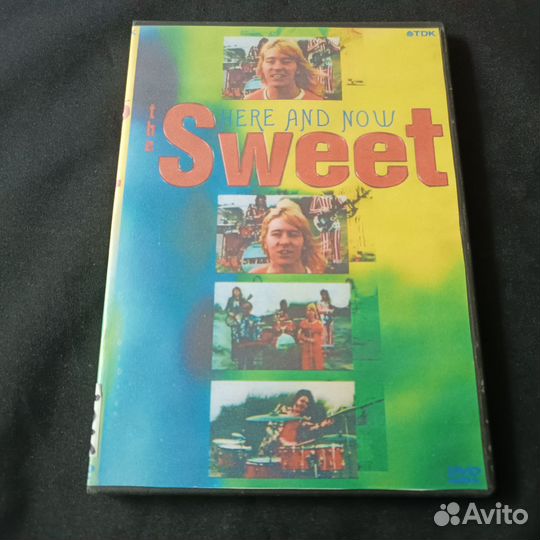 TDK
HERE AND NOW
the
Sweet
DVD
Avito